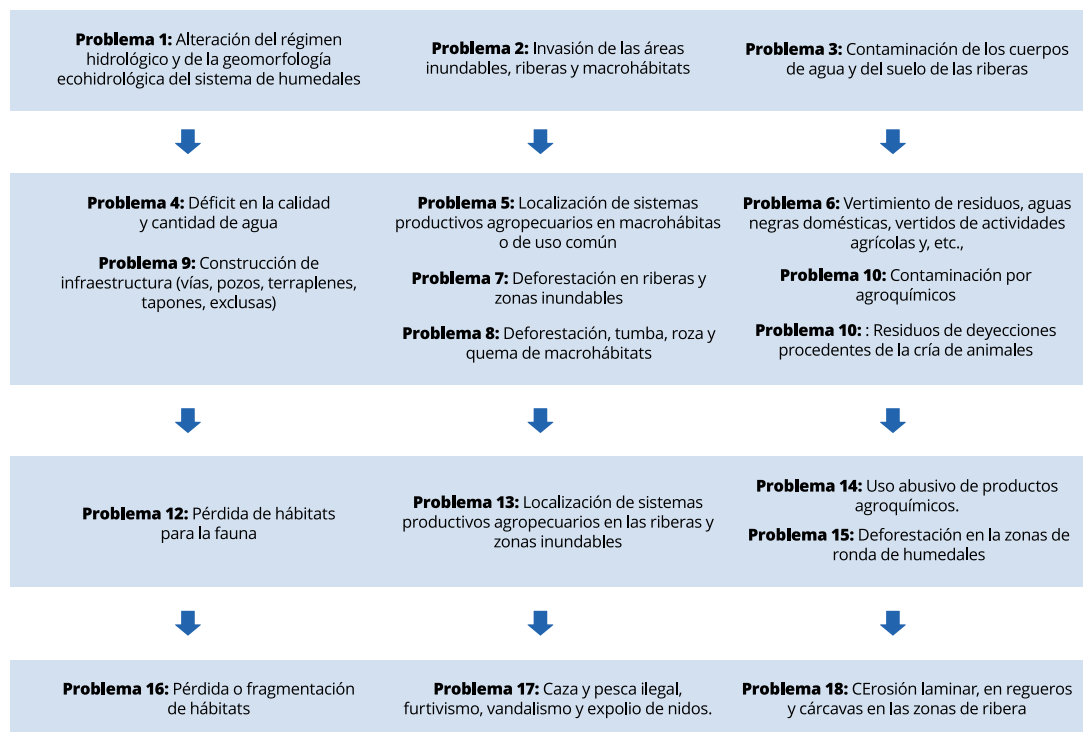 Problema 1: Alteración del régimen
hidrológico y de la geomorfología
ecohidrológica del sistema de humedales
Problema 2: Invasión de las áreas
inundables, riberas y macrohábitats
Problema 3: Contaminación de los cuerpos
de agua y del suelo de las riberas
Problema 4: Déficit en la calidad
y cantidad de agua
Problema 9: Construcción de
infraestructura (vías, pozos, terraplenes,
tapones, exclusas)
Problema 5: Localización de sistemas
productivos agropecuarios en macrohábitas
o de uso común
Problema 7: Deforestación en riberas y
zonas inundables
Problema 8: Deforestación, tumba, roza y
quema de macrohábitats
Problema 6: Vertimiento de residuos, aguas
negras domésticas, vertidos de actividades
agrícolas y, etc.,
Problema 10: Contaminación por
agroquímicos
Problema 10: : Residuos de deyecciones
procedentes de la cría de animales
Problema 12: Pérdida de hábitats
para la fauna
Problema 13: Localización de sistemas
productivos agropecuarios en las riberas y
zonas inundables
Problema 14: Uso abusivo de productos
agroquímicos.
Problema 15: Deforestación en la zonas de
ronda de humedales
Problema 16: Pérdida o fragmentación
de hábitats
Problema 17: Caza y pesca ilegal,
furtivismo, vandalismo y expolio de nidos.
Problema 18: CErosión laminar, en regueros
y cárcavas en las zonas de ribera